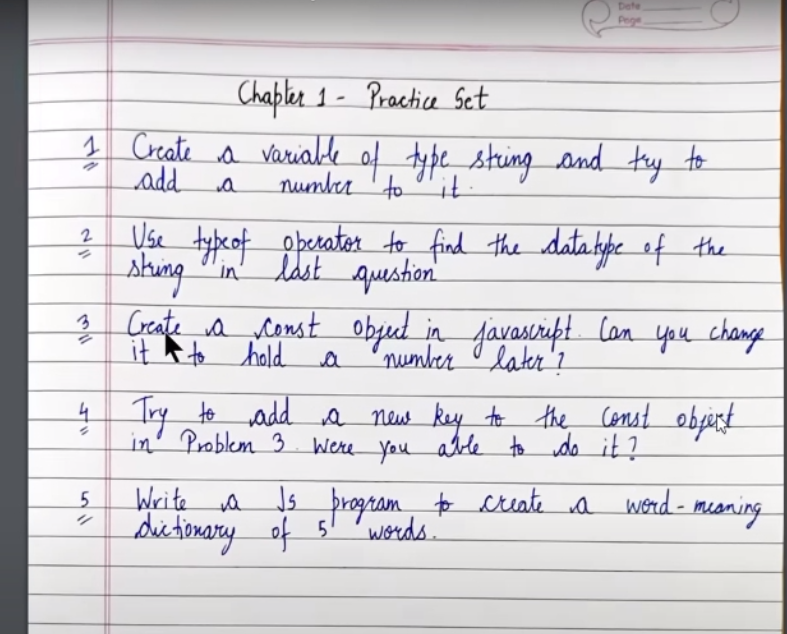 Date
Page
Chapter 1 - Practice Set
1 Create a variable of type string and try to
add a number to it.
2 Use typeof operator to find the datatype of the
string in last question
3 Create a const object in javascript. Can you change
it to hold a number later?
4 Try to add a new key to the const object
in Problem 3. Were you able to do it?
5 Write a Js program to create a word-meaning
dictionary of 5 words.